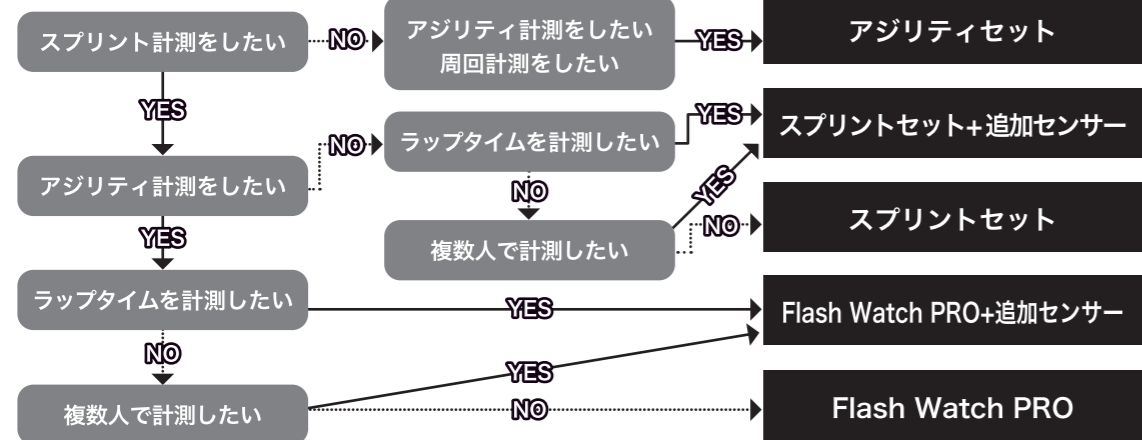 スプリント計測をしたい
NO
アジリティ計測をしたい
周回計測をしたい
YES
アジリティセット
YES
NO
ラップタイムを計測したい
YES
スプリントセット+追加センサー
アジリティ計測をしたい
NO
YES
複数人で計測したい
NO
スプリントセット
YES
ラップタイムを計測したい
YES
Flash Watch PRO+追加センサー
NO
YES
複数人で計測したい
NO
Flash Watch PRO